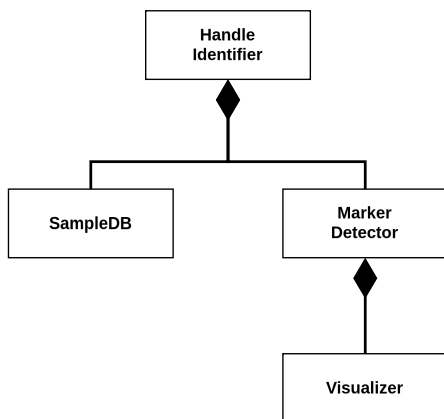 Handle
Identifier
SampleDB
Marker
Detector
Visualizer